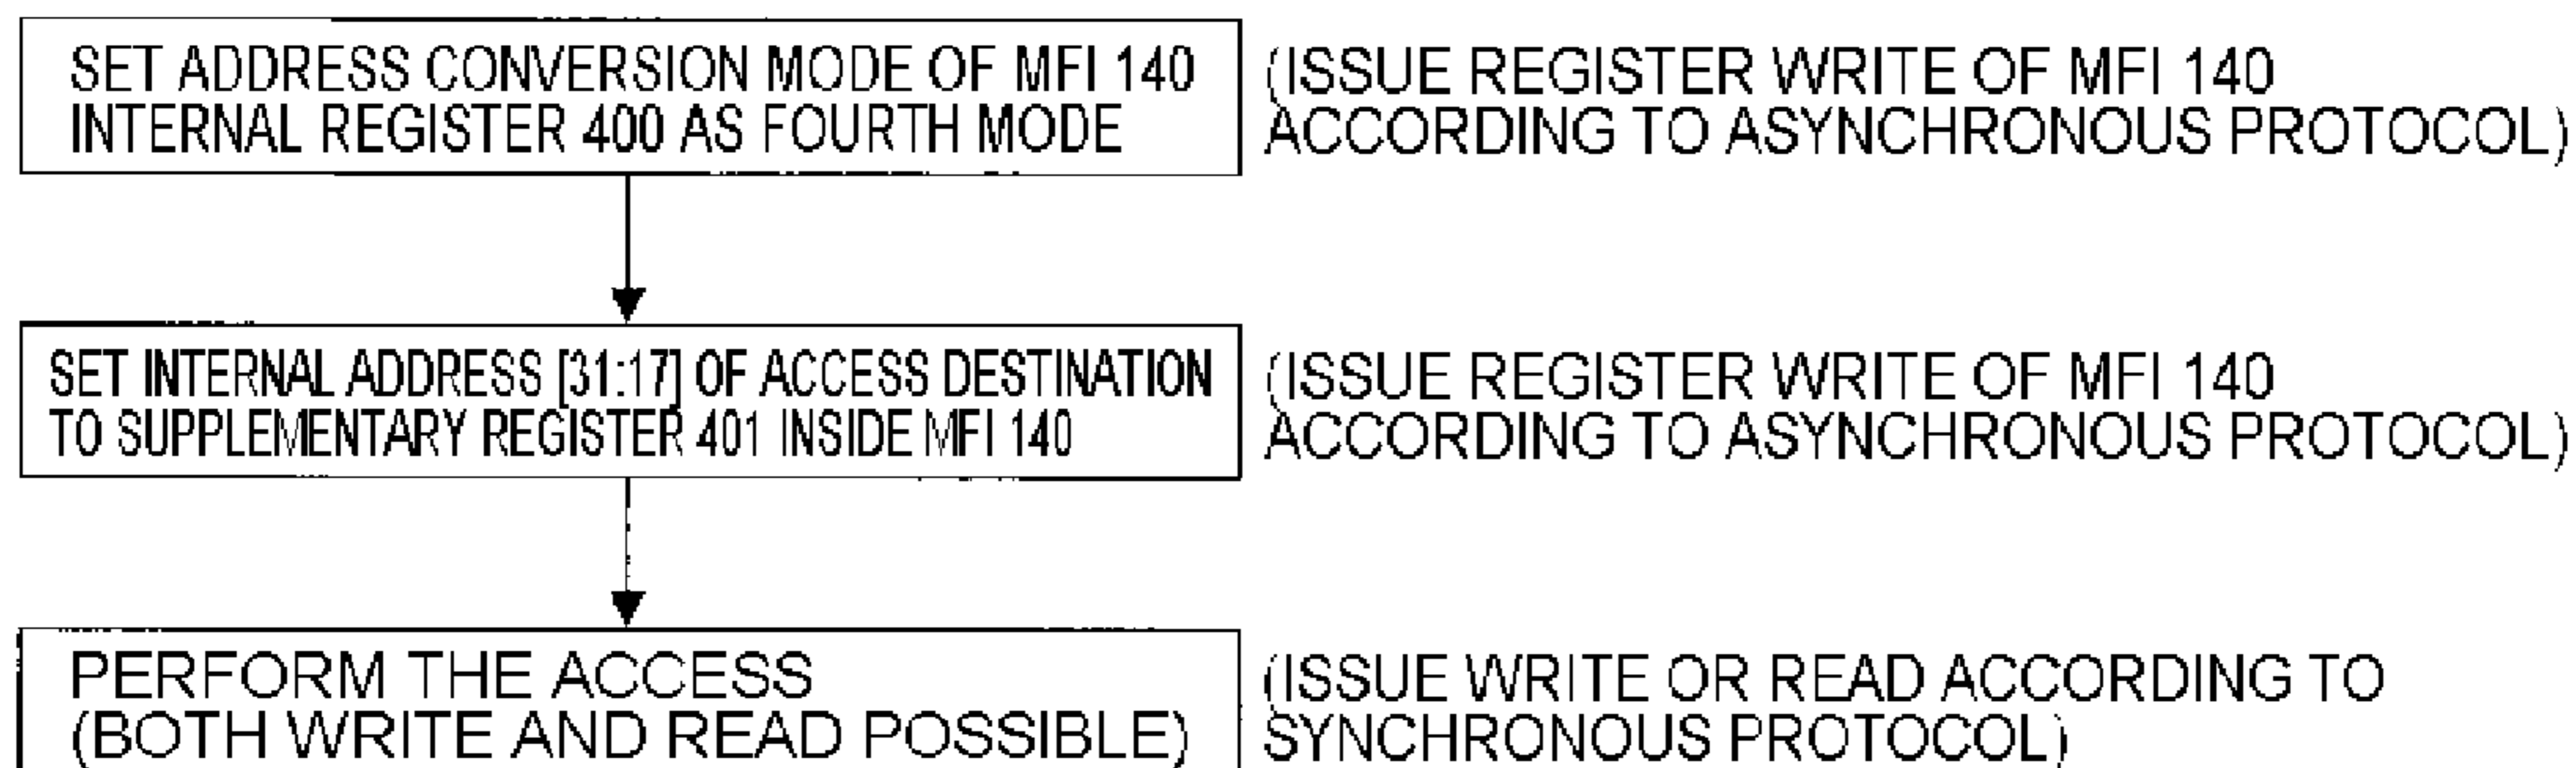 SET ADDRESS CONVERSION MODE OF MFI 140
INTERNAL REGISTER 400 AS FOURTH MODE
(ISSUE REGISTER WRITE OF MFI 140
ACCORDING TO ASYNCHRONOUS PROTOCOL)
SET INTERNAL ADDRESS [31:17] OF ACCESS DESTINATION
TO SUPPLEMENTARY REGISTER 401 INSIDE MFI 140
(ISSUE REGISTER WRITE OF MFI 140
ACCORDING TO ASYNCHRONOUS PROTOCOL)
PERFORM THE ACCESS
(BOTH WRITE AND READ POSSIBLE)
(ISSUE WRITE OR READ ACCORDING TO
SYNCHRONOUS PROTOCOL)